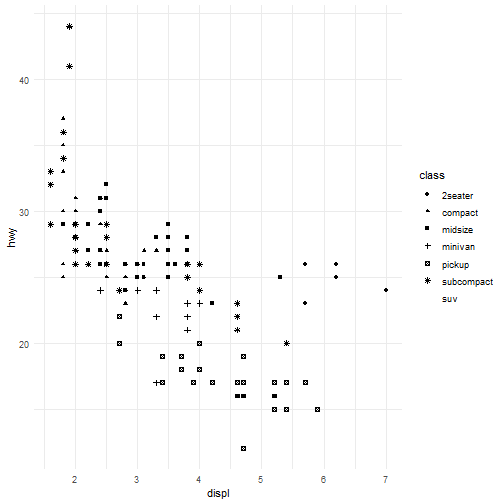 40
30
20
hwy
2 3 4 5 6 7
displ
class
2seater
compact
midsize
minivan
pickup
subcompact
suv